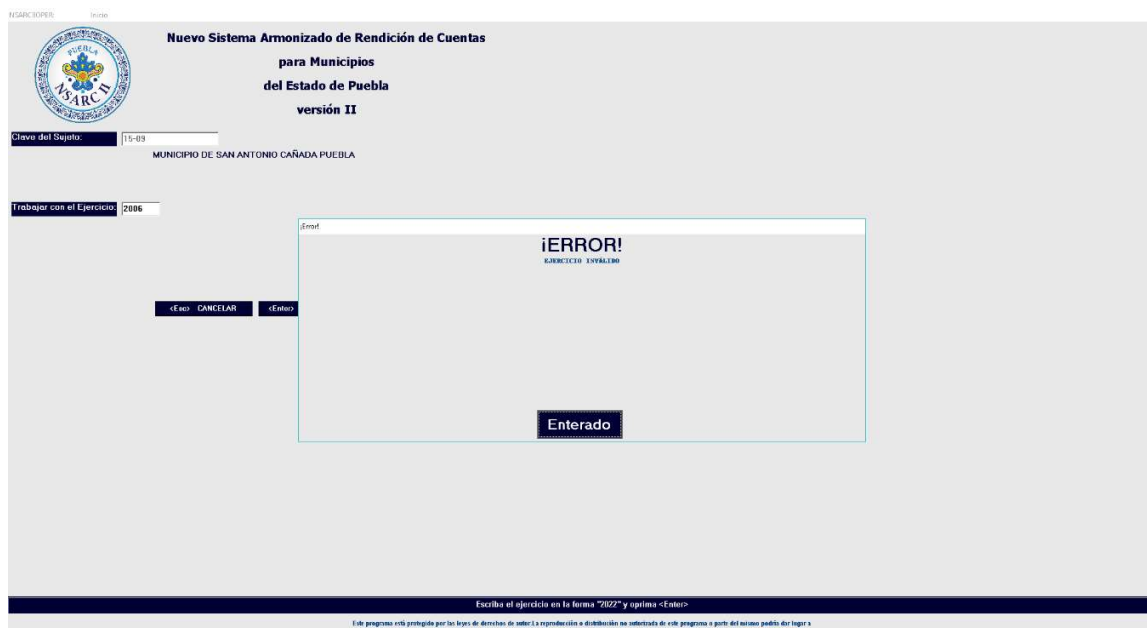 NSARCIIOPER: Inicio
Nuevo Sistema Armonizado de Rendición de Cuentas
para Municipios
del Estado de Puebla
versión II
PUEBLA
NSARC II
Clave del Sujeto: 15-09
MUNICIPIO DE SAN ANTONIO CAÑADA PUEBLA
Trabajar con el Ejercicio: 2006
¡Error!
¡ERROR!
EJERCICIO INVÁLIDO
<Esc> CANCELAR <Enter>
Enterado
Escriba el ejercicio en la forma "2022" y oprima <Enter>
Este programa está protegido por las leyes de derechos de autor.La reproducción o distribución no autorizada de este programa o parte del mismo podría dar lugar a